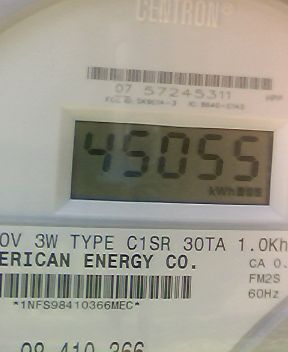 CENTRON®
07 57245311
45055
kWh
0V 3W TYPE C1SR 30TA 1.0Kh
ERICAN ENERGY CO.
CA 0.
FM2S
60Hz
*1NFS98410366MEC*
98 410 366